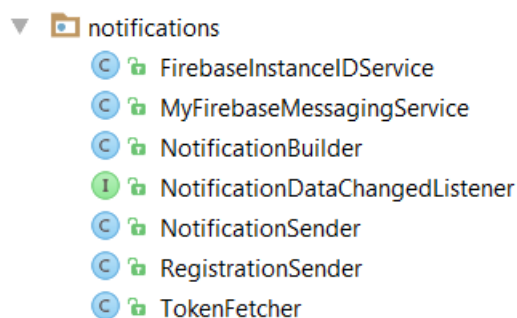 notifications
C FirebaseInstanceIDService
C MyFirebaseMessagingService
C NotificationBuilder
I NotificationDataChangedListener
C NotificationSender
C RegistrationSender
C TokenFetcher